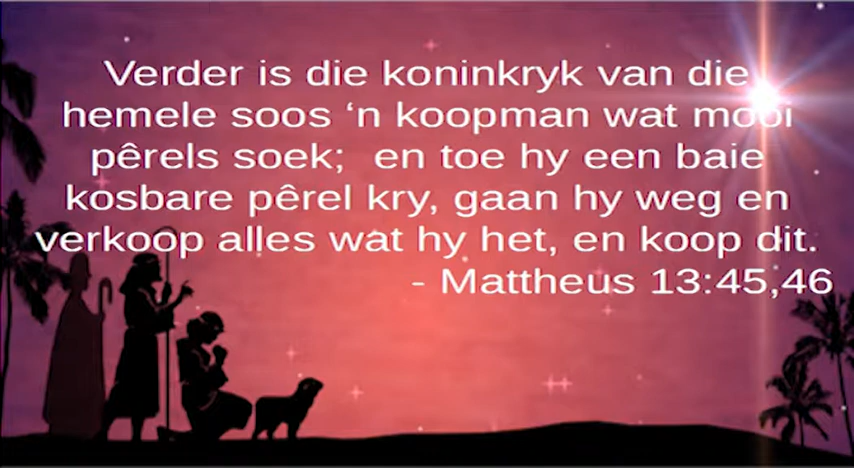 Verder is die koninkryk van die
hemele soos ‘n koopman wat mooi
pêrels soek;  en toe hy een baie
kosbare pêrel kry, gaan hy weg en
verkoop alles wat hy het, en koop dit.
- Mattheus 13:45,46